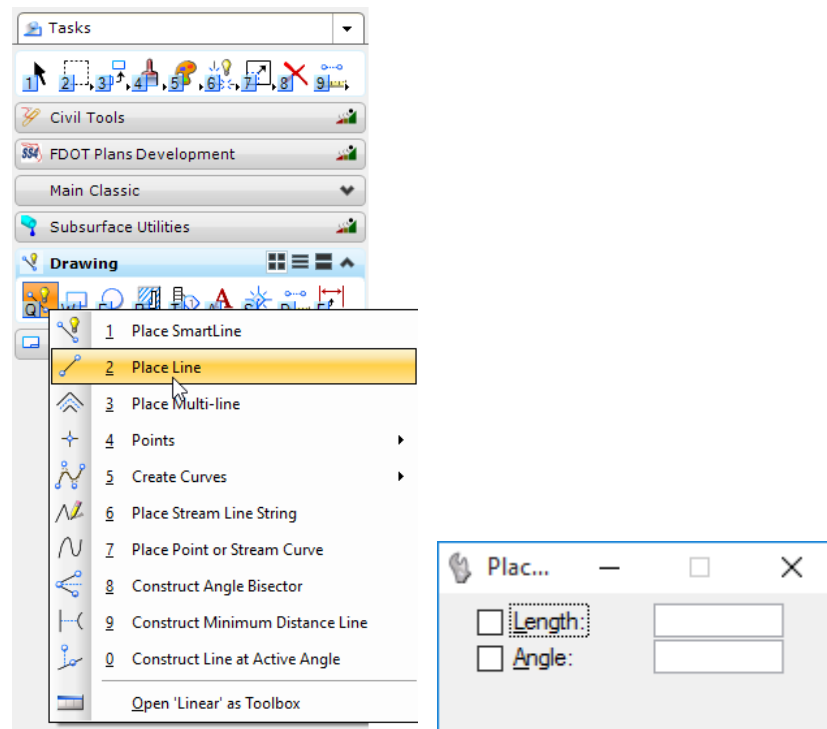 Tasks
1 2 3 4 5 6 7 8 9
Civil Tools
FDOT Plans Development
Main Classic
Subsurface Utilities
Drawing
Q
1 Place SmartLine
2 Place Line
3 Place Multi-line
4 Points
5 Create Curves
6 Place Stream Line String
7 Place Point or Stream Curve
8 Construct Angle Bisector
9 Construct Minimum Distance Line
0 Construct Line at Active Angle
Open 'Linear' as Toolbox
Plac...
Length:
Angle: